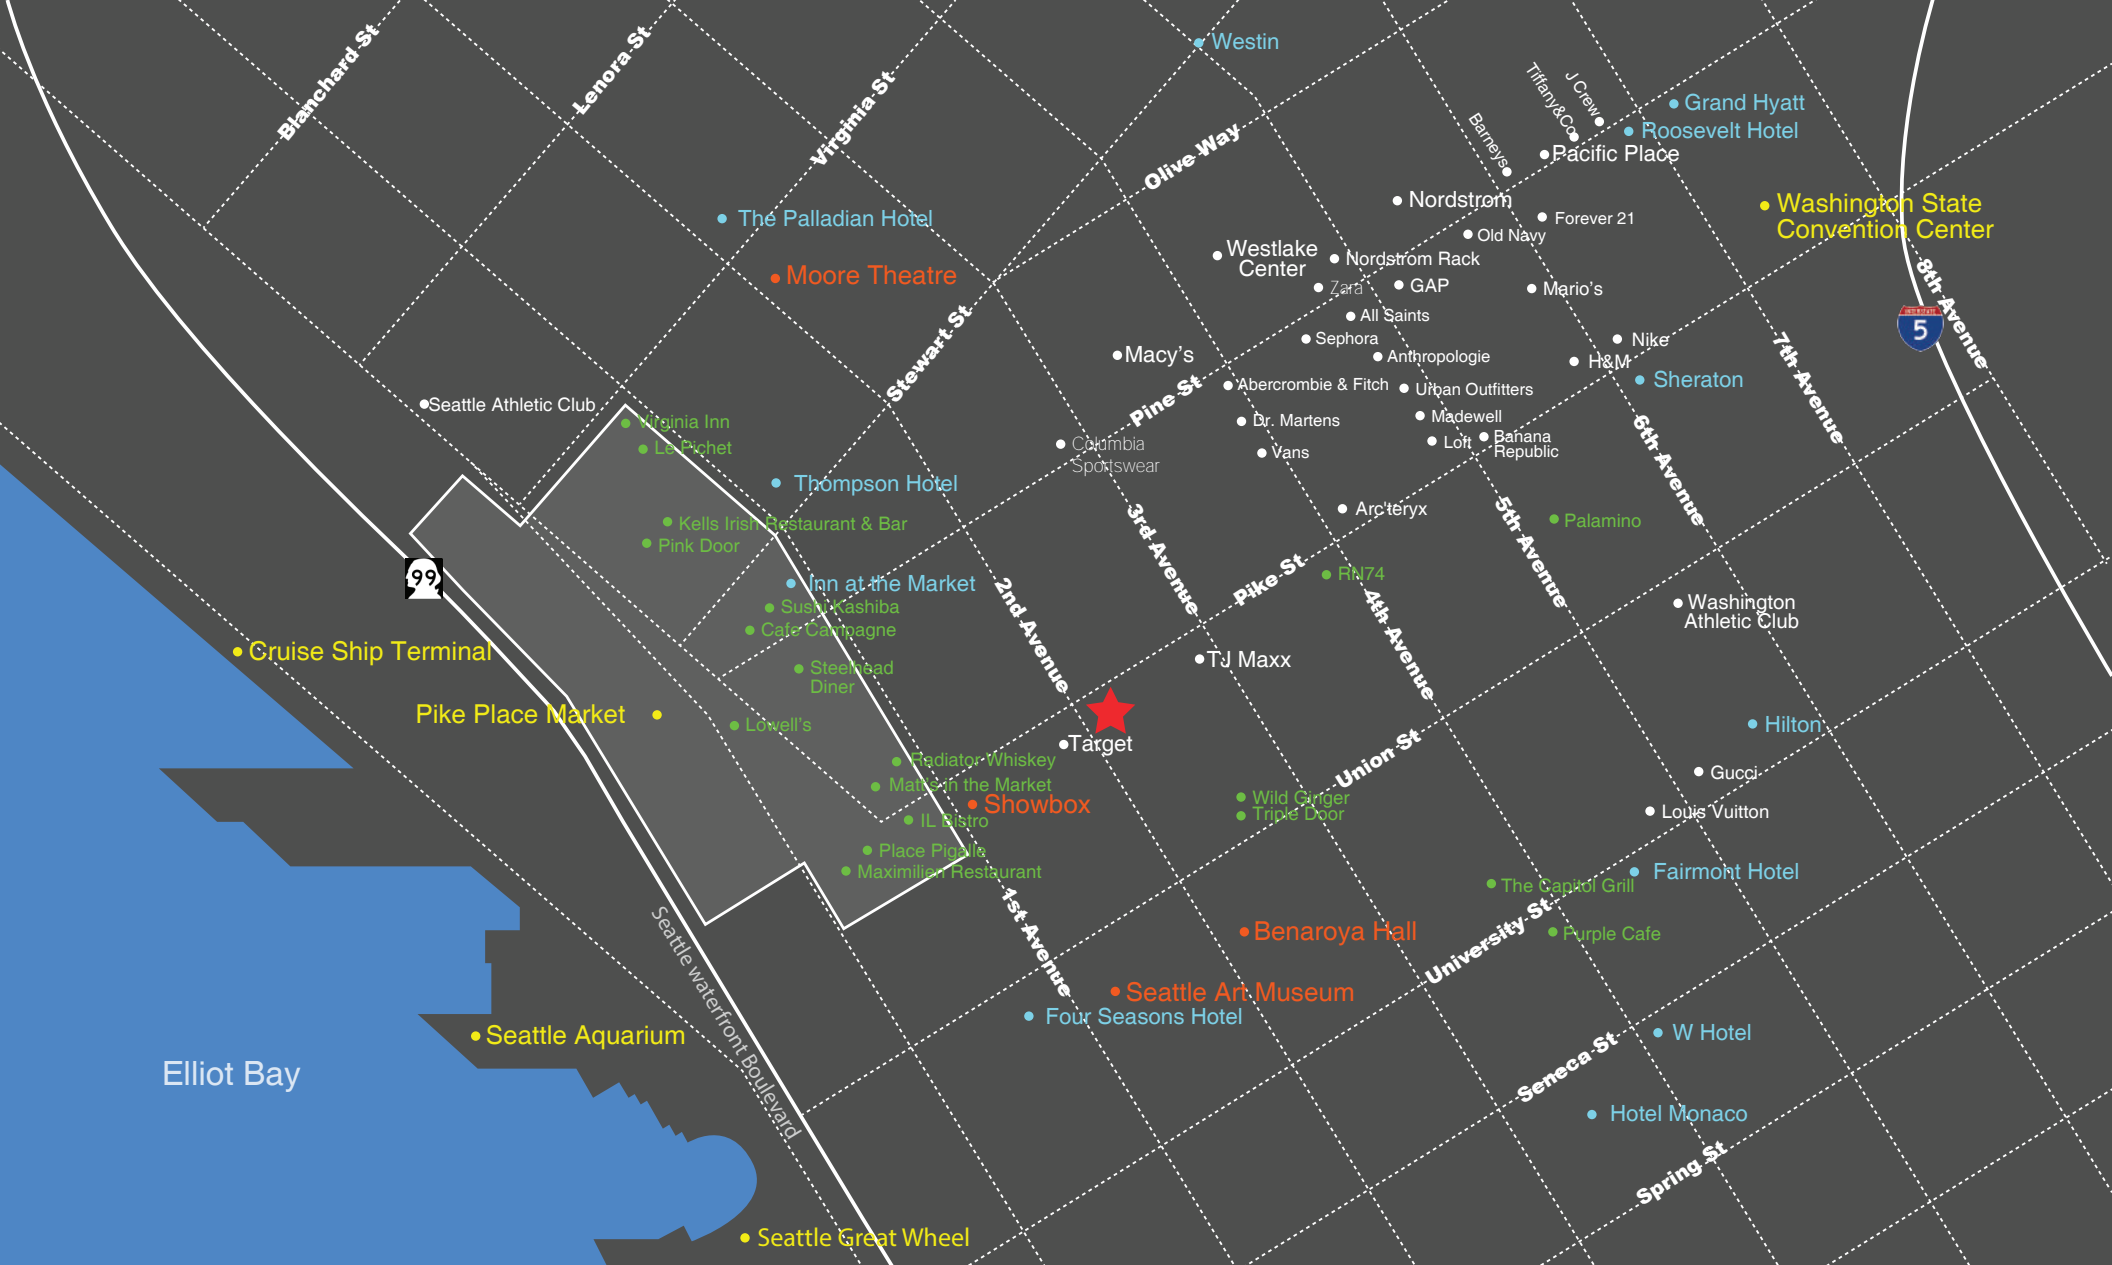 Blanchard St
Lenora St
Virginia St
Westin
Olive Way
Tiffany&Co
J Crew
Barneys
Grand Hyatt
Roosevelt Hotel
Pacific Place
Nordstrom
Washington State
Convention Center
Forever 21
Old Navy
The Palladian Hotel
Moore Theatre
Westlake
Center
Nordstrom Rack
Zara
GAP
Mario's
All Saints
Sephora
Nike
H&M
INTERSTATE
5
8th Avenue
7th Avenue
Stewart St
Macy's
Anthropologie
Sheraton
Abercrombie & Fitch
Urban Outfitters
Pine St
Seattle Athletic Club
Virginia Inn
Le Pichet
Dr. Martens
Madewell
Columbia
Sportswear
Vans
Loft
Banana
Republic
6th Avenue
Thompson Hotel
Arc'teryx
Kells Irish Restaurant & Bar
Pink Door
3rd Avenue
5th Avenue
Palamino
99
Inn at the Market
Sushi Kashiba
Cafe Campagne
2nd Avenue
Pike St
RN74
4th Avenue
Washington
Athletic Club
Cruise Ship Terminal
Steelhead
Diner
TJ Maxx
Pike Place Market
Lowell's
Target
Union St
Hilton
Radiator Whiskey
Matt's in the Market
Showbox
IL Bistro
Gucci
Wild Ginger
Triple Door
Louis Vuitton
Place Pigalle
Maximilien Restaurant
Fairmont Hotel
The Capitol Grill
1st Avenue
Seattle waterfront Boulevard
Benaroya Hall
University St
Purple Cafe
Seattle Art Museum
Four Seasons Hotel
Seattle Aquarium
W Hotel
Elliot Bay
Seneca St
Hotel Monaco
Spring St
Seattle Great Wheel